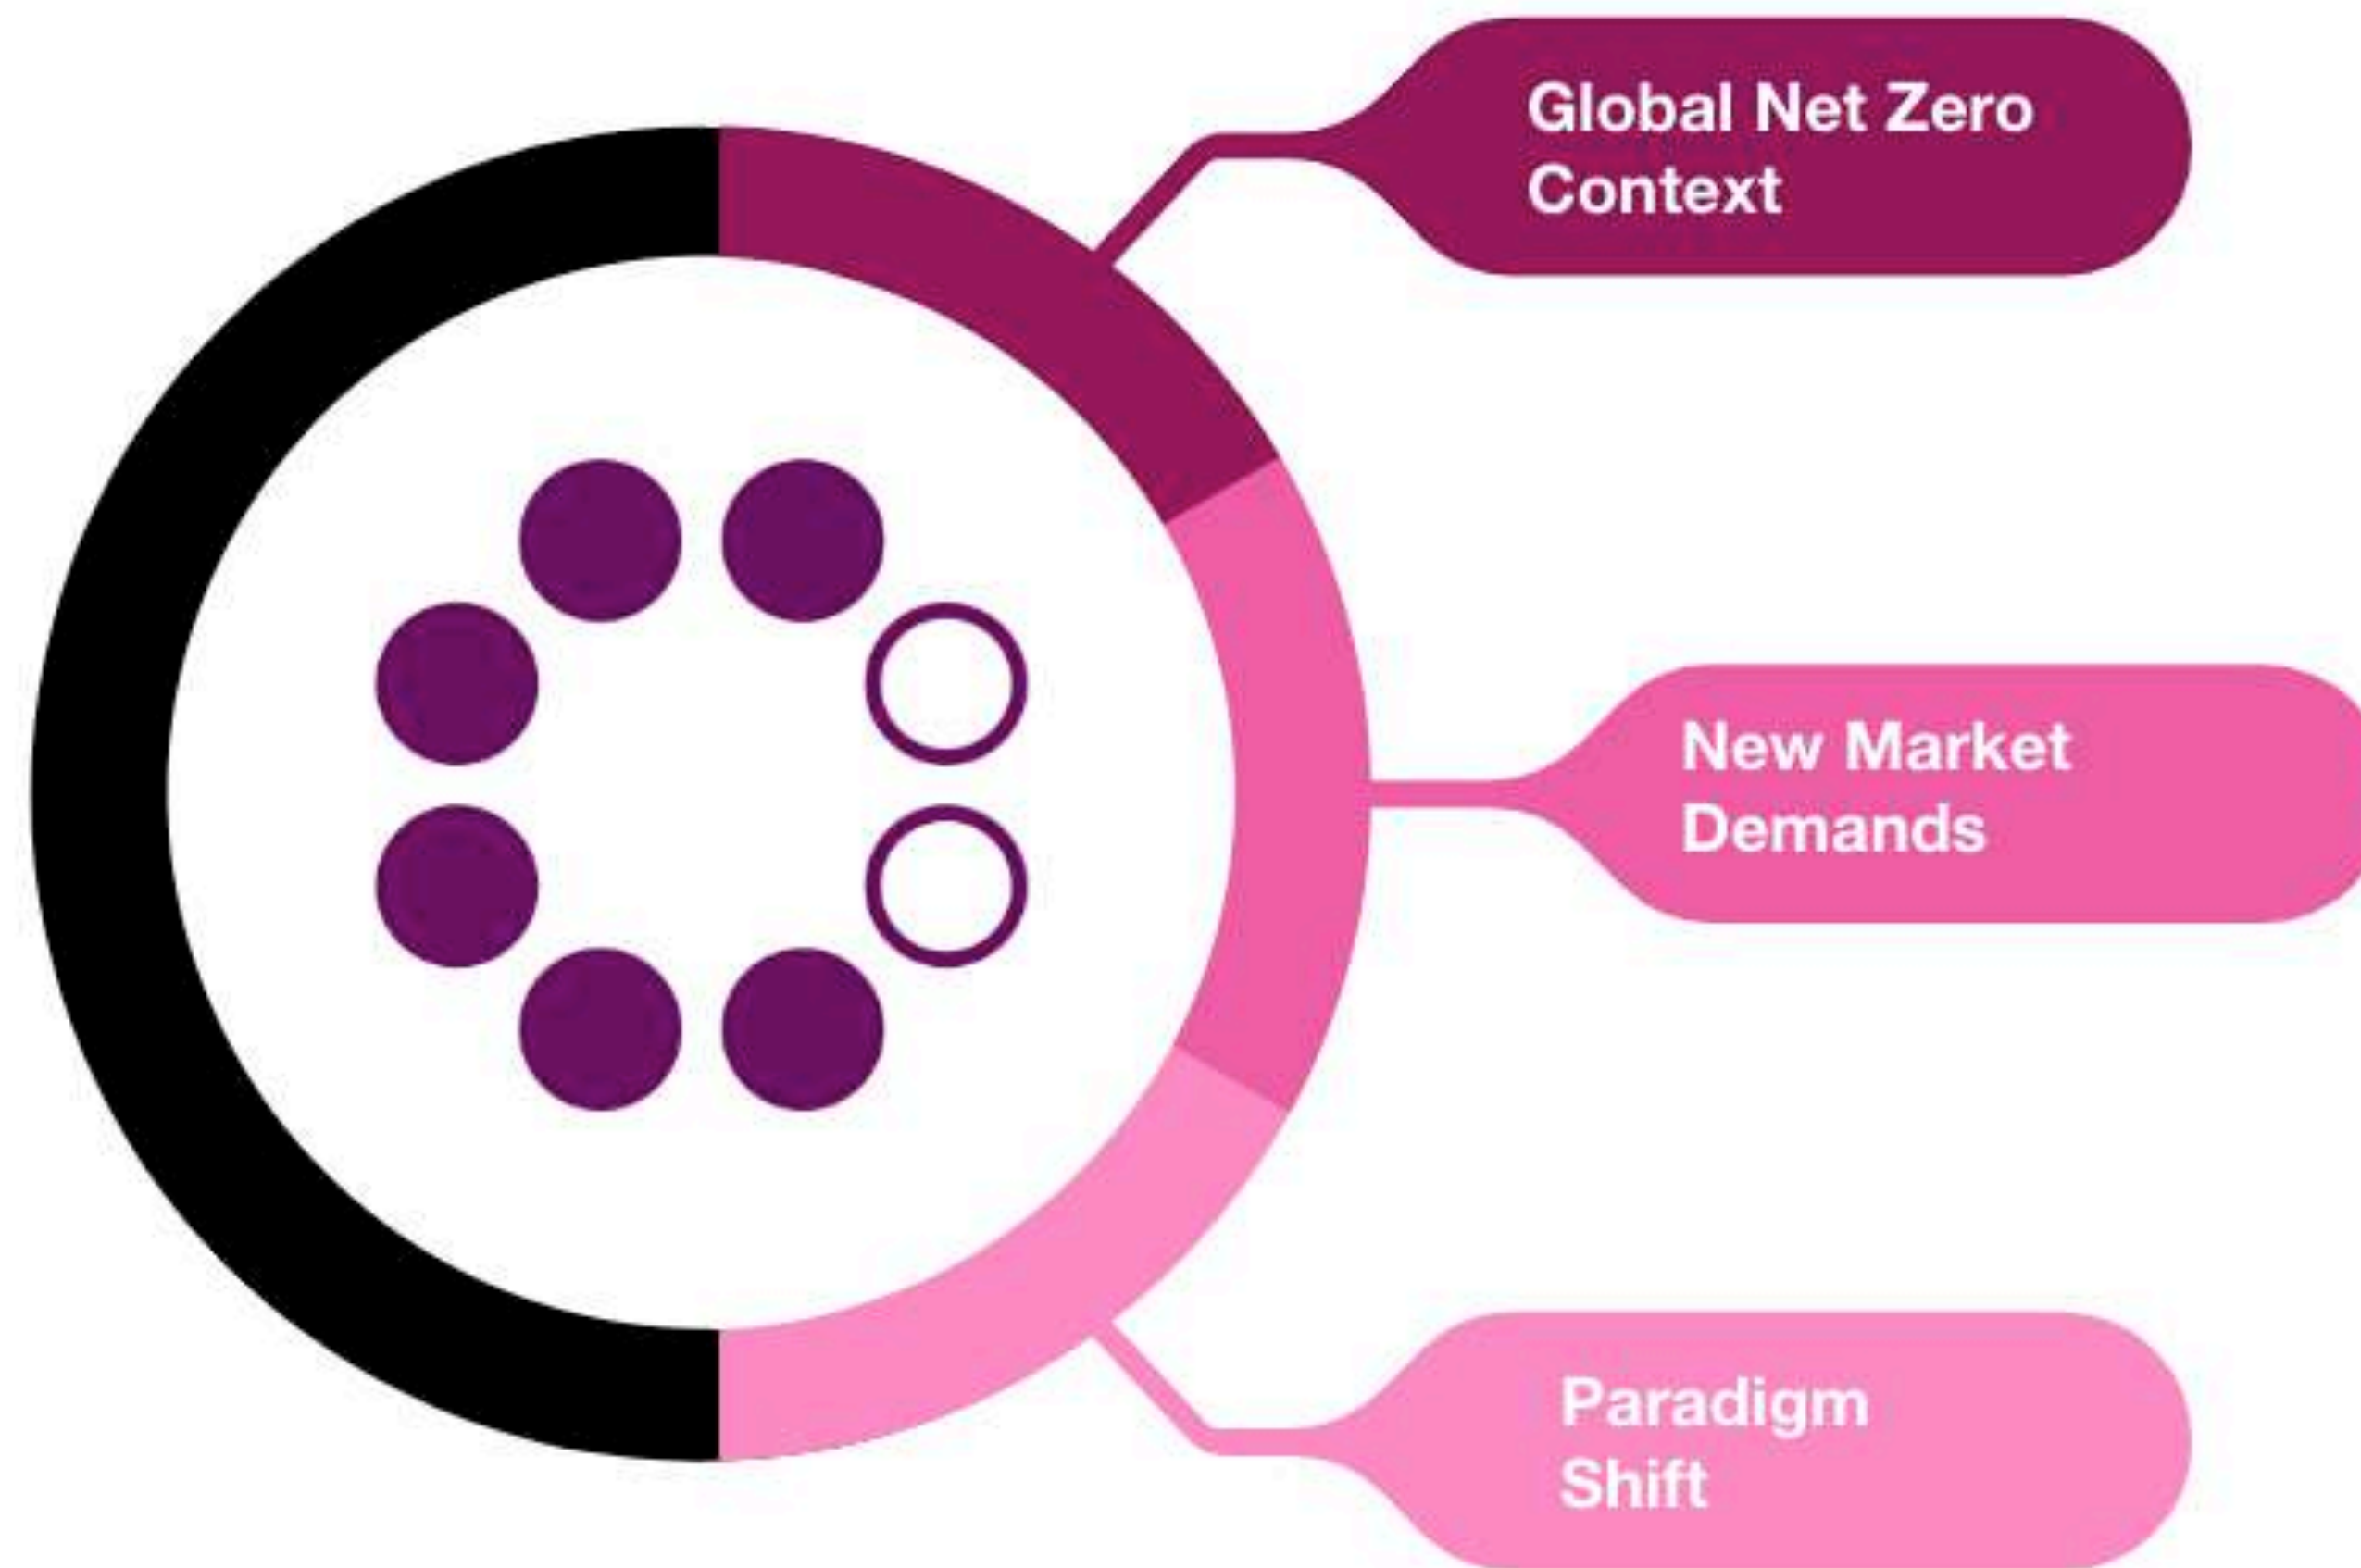 Global Net Zero
Context
New Market
Demands
Paradigm
Shift